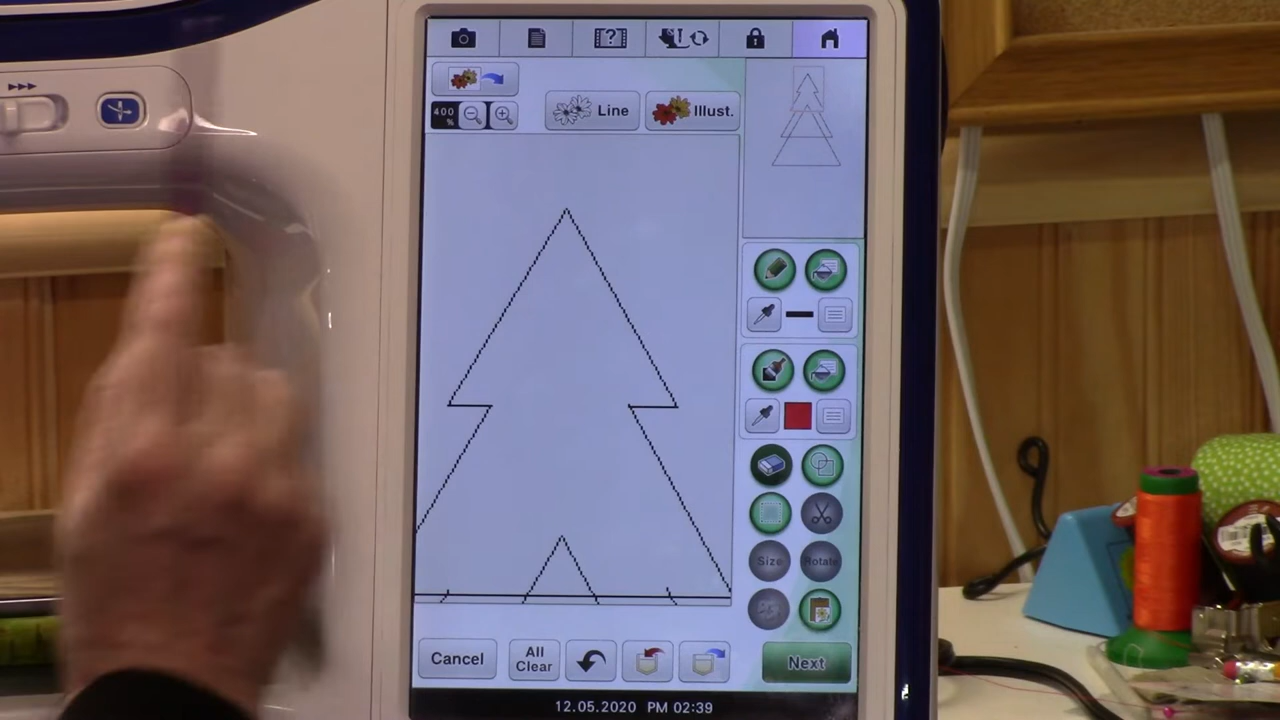 400
%
Line
Illust.
Size
Rotate
Cancel
All
Clear
Next
12.05.2020 PM 02:39